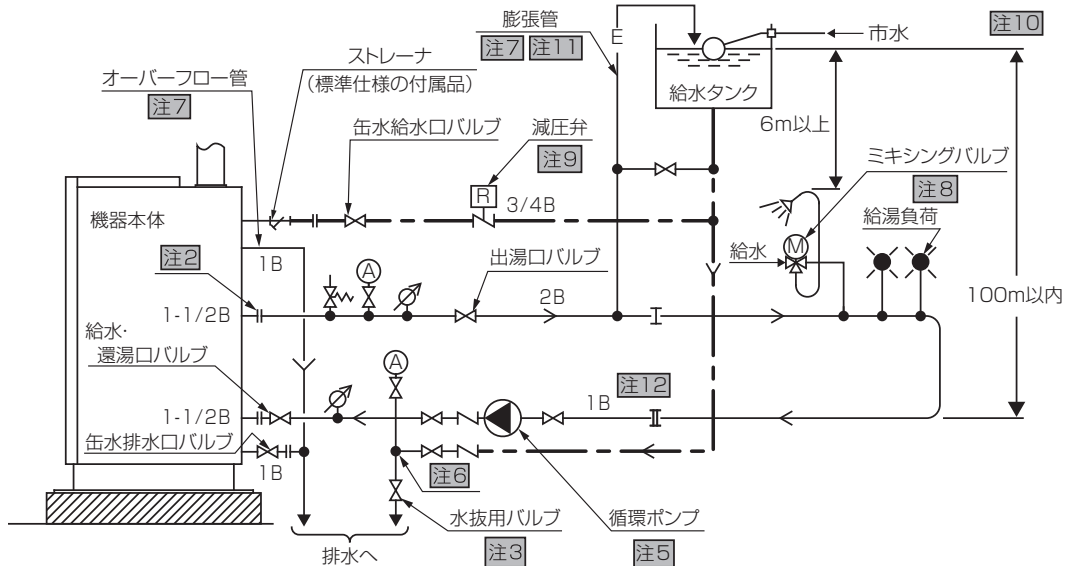 膨張管
注7 注11
E
市水
注10
ストレーナ
(標準仕様の付属品)
オーバーフロー管
注7
給水タンク
6m以上
缶水給水口バルブ
減圧弁
注9
ミキシングバルブ
注8
機器本体
R
3/4B
給湯負荷
1B
注2
A
出湯口バルブ
給水
M
1-1/2B
2B
100m以内
給水・
還湯口バルブ
A
注12
1-1/2B
1B
缶水排水口バルブ
1B
注6
水抜用バルブ
循環ポンプ
排水へ
注3
注5